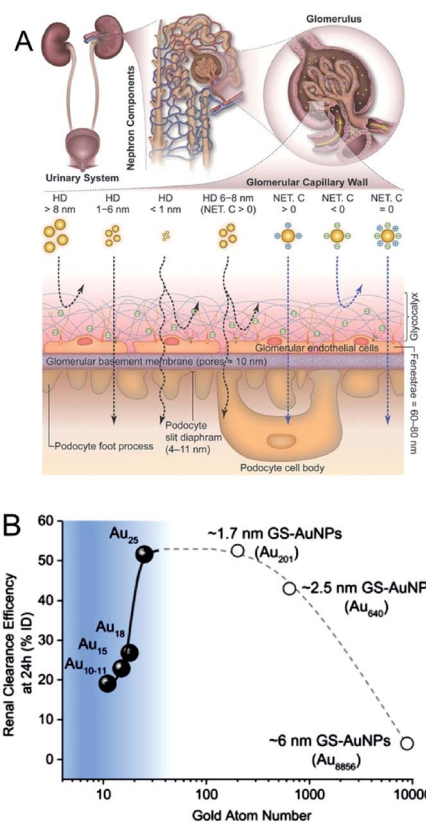 A
Glomerulus
Nephron Components
Urinary System
Glomerular Capillary Wall
HD
> 8 nm
HD
1–6 nm
HD
< 1 nm
HD 6–8 nm
(NET. C > 0)
NET. C
> 0
NET. C
< 0
NET. C
= 0
Glycocalyx
Glomerular endothelial cells
Glomerular basement membrane (pores ≈ 10 nm)
Fenestrae = 60–80 nm
Podocyte foot process
Podocyte
slit diaphram
(4–11 nm)
Podocyte cell body
B
Renal Clearance Efficency
at 24h (% ID)
60
50
40
30
20
10
0
Au25
Au18
Au15
Au10-11
~1.7 nm GS-AuNPs
(Au201)
~2.5 nm GS-AuNP
(Au640)
~6 nm GS-AuNPs
(Au8856)
10
100
1000
10000
Gold Atom Number